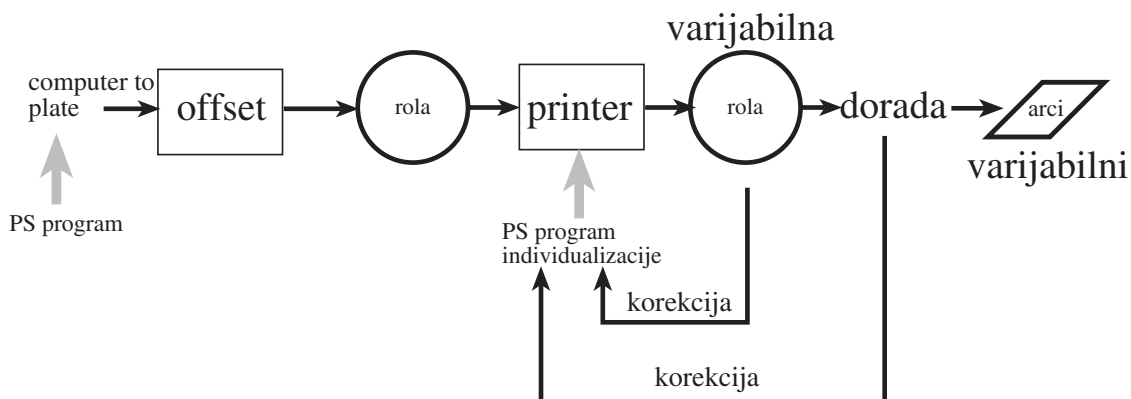 varijabilna
computer to
plate
offset
rola
printer
rola
dorada
arci
varijabilni
PS program
PS program
individualizacije
korekcija
korekcija